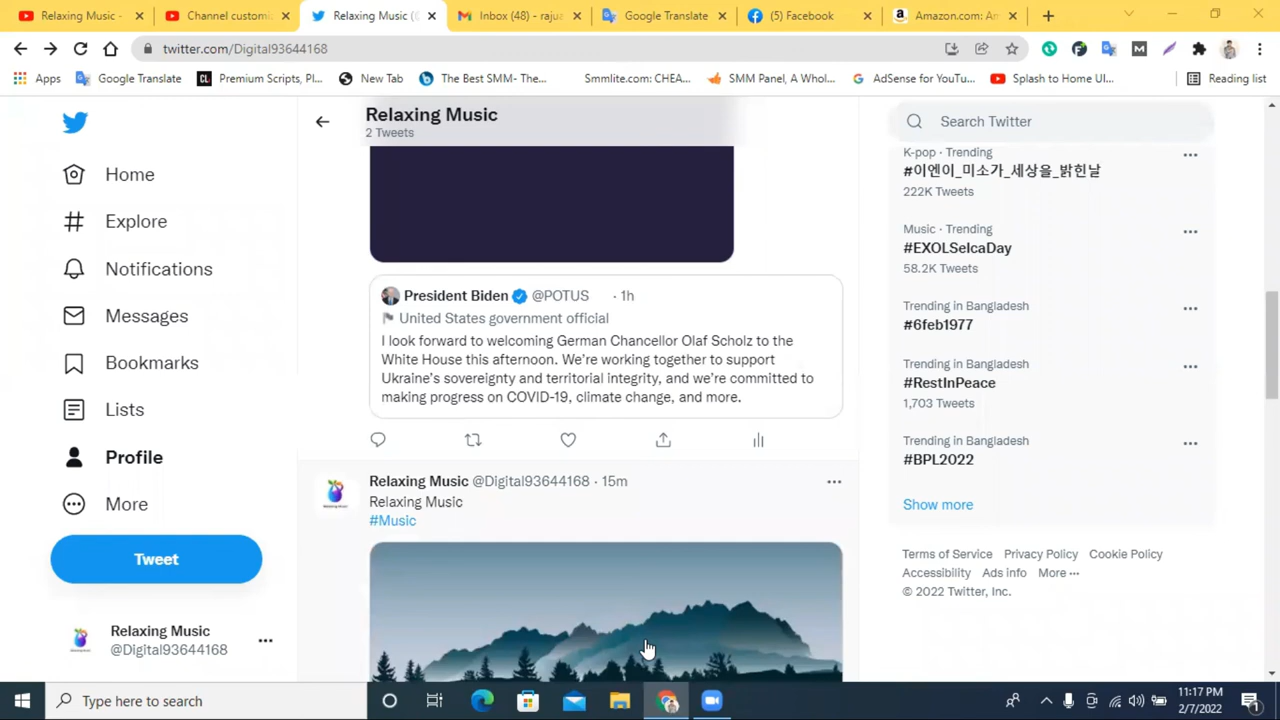 Relaxing Music -
Channel customi
Relaxing Music (
Inbox (48) - rajua
Google Translate
(5) Facebook
Amazon.com: Am
twitter.com/Digital93644168
Apps
Google Translate
Premium Scripts, Pl...
New Tab
The Best SMM- The...
Smmlite.com: CHEA...
SMM Panel, A Whol...
AdSense for YouTu...
Splash to Home UI...
Reading list
Relaxing Music
2 Tweets
Search Twitter
Home
Explore
Notifications
Messages
Bookmarks
Lists
Profile
More
Tweet
Relaxing Music
@Digital93644168
President Biden @POTUS · 1h
United States government official
I look forward to welcoming German Chancellor Olaf Scholz to the
White House this afternoon. We're working together to support
Ukraine's sovereignty and territorial integrity, and we're committed to
making progress on COVID-19, climate change, and more.
Relaxing Music @Digital93644168 · 15m
Relaxing Music
#Music
K-pop · Trending
#이엔이_미소가_세상을_밝힌날
222K Tweets
Music · Trending
#EXOLSelcaDay
58.2K Tweets
Trending in Bangladesh
#6feb1977
Trending in Bangladesh
#RestInPeace
1,703 Tweets
Trending in Bangladesh
#BPL2022
Show more
Terms of Service Privacy Policy Cookie Policy
Accessibility Ads info More ···
© 2022 Twitter, Inc.
Type here to search
11:17 PM
2/7/2022